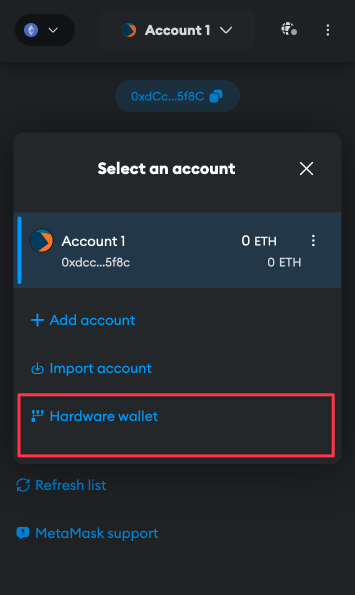 Account 1
0xdCc...5f8C
Select an account
Account 1
0 ETH
0xdcc...5f8c
0 ETH
Add account
Import account
Hardware wallet
Refresh list
MetaMask support